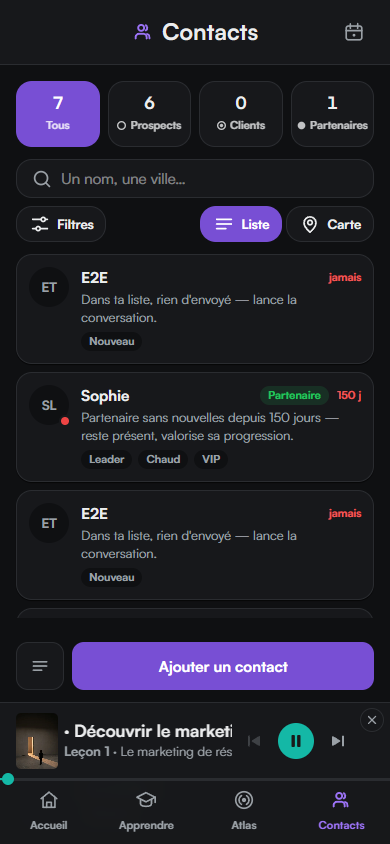 Contacts
7
Tous
6
Prospects
0
Clients
1
Partenaires
Un nom, une ville...
Filtres
Liste
Carte
ET
E2E
jamais
Dans ta liste, rien d'envoyé — lance la
conversation.
Nouveau
SL
Sophie
Partenaire
150 j
Partenaire sans nouvelles depuis 150 jours —
reste présent, valorise sa progression.
Leader
Chaud
VIP
ET
E2E
jamais
Dans ta liste, rien d'envoyé — lance la
conversation.
Nouveau
Ajouter un contact
· Découvrir le marketi
Leçon 1 · Le marketing de rés
Accueil
Apprendre
Atlas
Contacts